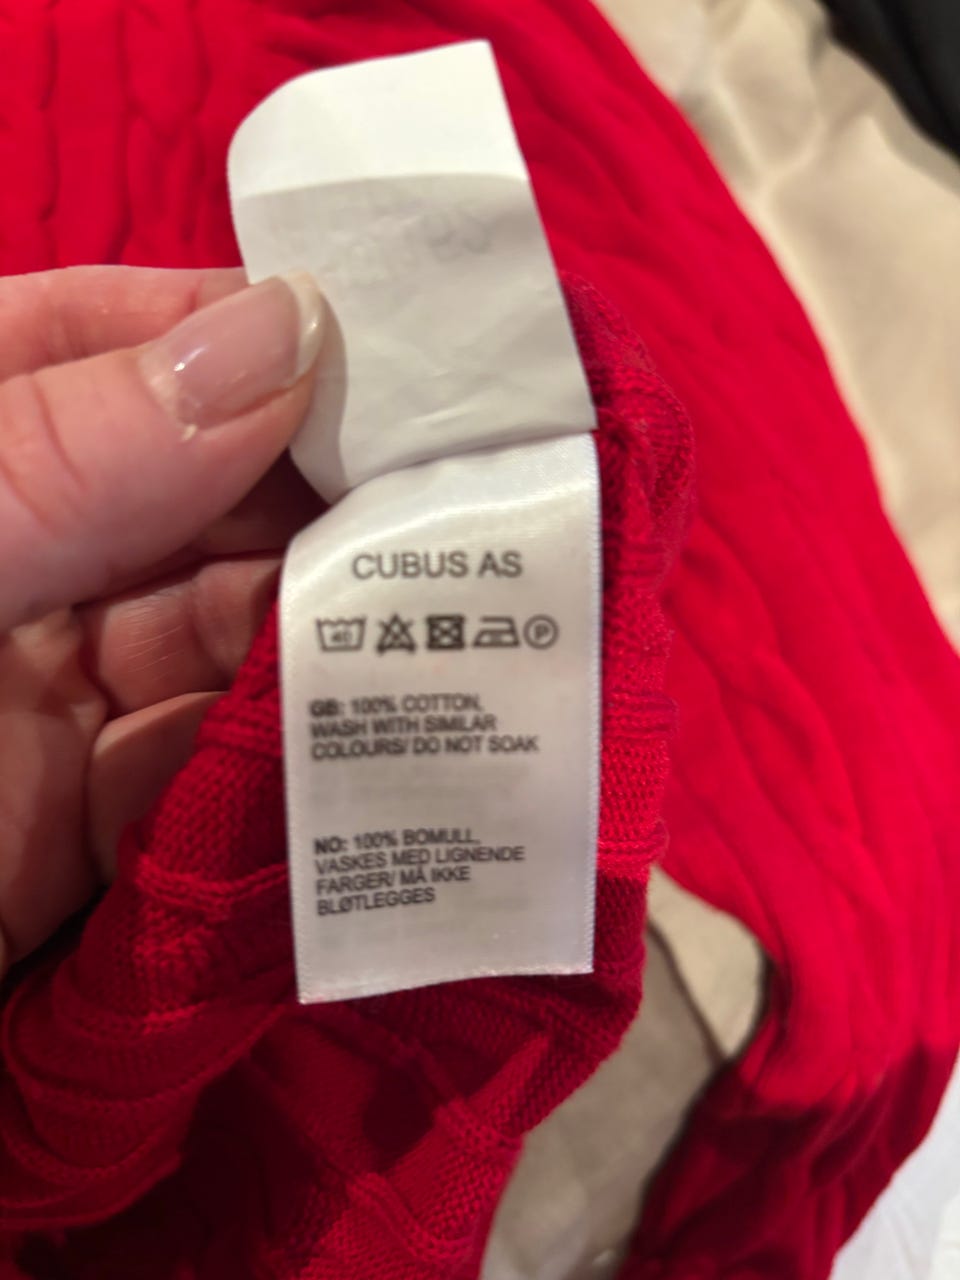 CUBUS AS
40 P
GB: 100% COTTON,
WASH WITH SIMILAR
COLOURS/ DO NOT SOAK
NO: 100% BOMULL,
VASKES MED LIGNENDE
FARGER/ MÅ IKKE
BLØTLEGGES